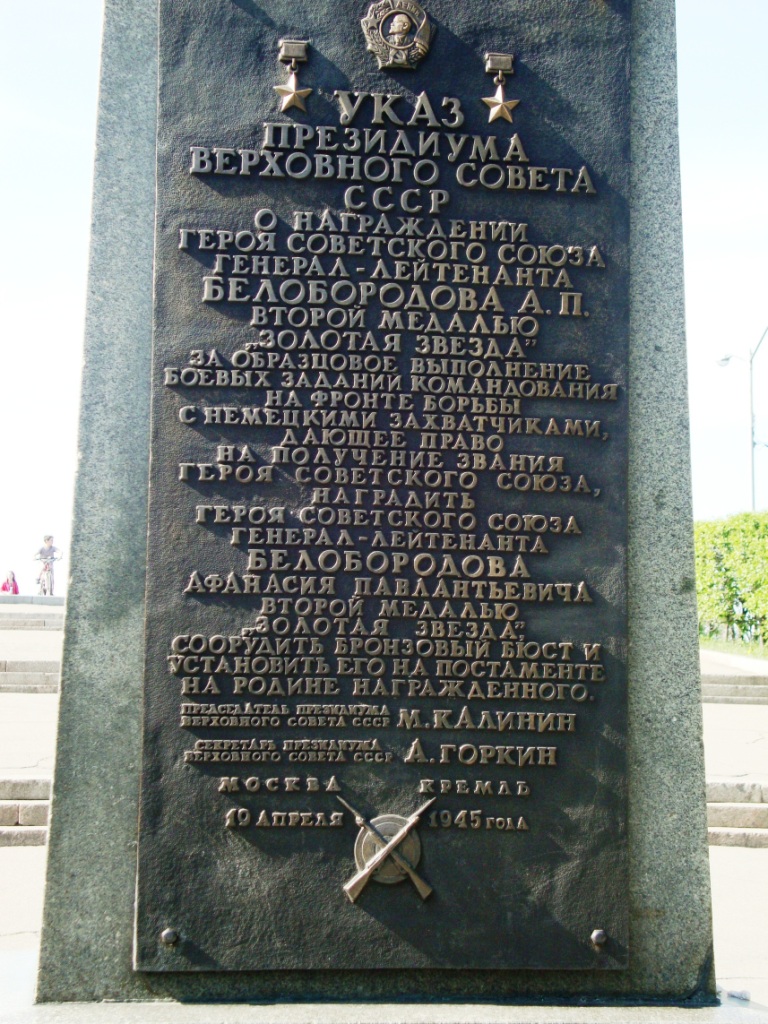 УКАЗ
ПРЕЗИДИУМА
ВЕРХОВНОГО СОВЕТА
СССР
О НАГРАЖДЕНИИ
ГЕРОЯ СОВЕТСКОГО СОЮЗА
ГЕНЕРАЛ-ЛЕЙТЕНАНТА
БЕЛОБОРОДОВА А.П.
ВТОРОЙ МЕДАЛЬЮ
„ЗОЛОТАЯ ЗВЕЗДА”
ЗА ОБРАЗЦОВОЕ ВЫПОЛНЕНИЕ
БОЕВЫХ ЗАДАНИЙ КОМАНДОВАНИЯ
НА ФРОНТЕ БОРЬБЫ
С НЕМЕЦКИМИ ЗАХВАТЧИКАМИ,
ДАЮЩЕЕ ПРАВО
НА ПОЛУЧЕНИЕ ЗВАНИЯ
ГЕРОЯ СОВЕТСКОГО СОЮЗА,
НАГРАДИТЬ
ГЕРОЯ СОВЕТСКОГО СОЮЗА
ГЕНЕРАЛ-ЛЕЙТЕНАНТА
БЕЛОБОРОДОВА
АФАНАСИЯ ПАВЛАНТЬЕВИЧА
ВТОРОЙ МЕДАЛЬЮ
„ЗОЛОТАЯ ЗВЕЗДА”,
СООРУДИТЬ БРОНЗОВЫЙ БЮСТ И
УСТАНОВИТЬ ЕГО НА ПОСТАМЕНТЕ
НА РОДИНЕ НАГРАЖДЕННОГО.
ПРЕДСЕДАТЕЛЬ ПРЕЗИДИУМА
ВЕРХОВНОГО СОВЕТА СССР М. КАЛИНИН
СЕКРЕТАРЬ ПРЕЗИДИУМА
ВЕРХОВНОГО СОВЕТА СССР А. ГОРКИН
МОСКВА КРЕМЛЬ
19 АПРЕЛЯ 1945 ГОДА